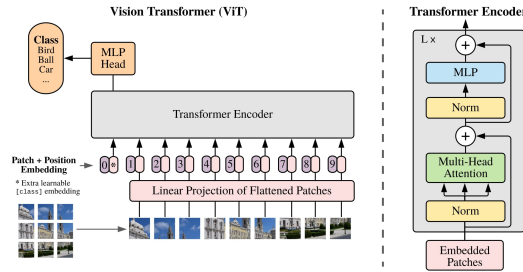 Vision Transformer (ViT)
Class
Bird
Ball
Car
...
MLP
Head
Transformer Encoder
Patch + Position
Embedding
* Extra learnable
[class] embedding
0 * 1 2 3 4 5 6 7 8 9
Linear Projection of Flattened Patches
Transformer Encoder
L x
+
MLP
Norm
+
Multi-Head
Attention
Norm
Embedded
Patches